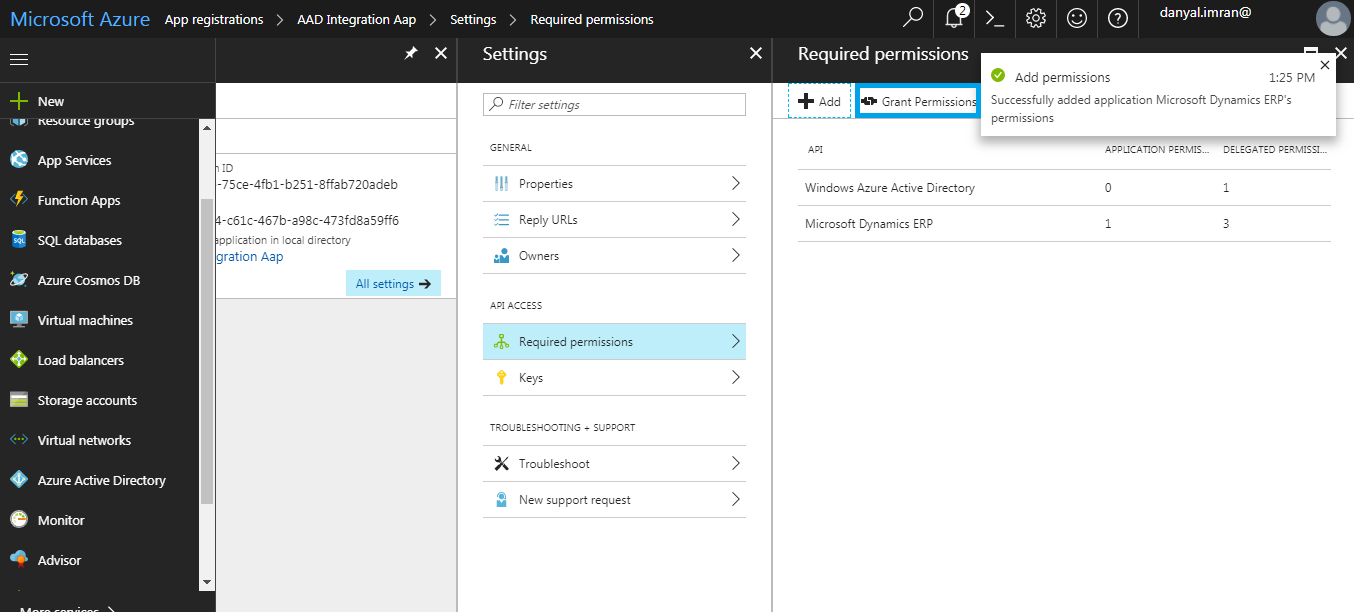 Microsoft Azure App registrations AAD Integration Aap Settings Required permissions
2
danyal.imran@
New
Resource groups
App Services
Function Apps
SQL databases
Azure Cosmos DB
Virtual machines
Load balancers
Storage accounts
Virtual networks
Azure Active Directory
Monitor
Advisor
More services
n ID
-75ce-4fb1-b251-8ffab720adeb
4-c61c-467b-a98c-473fd8a59ff6
application in local directory
gration Aap
All settings
Settings
Filter settings
GENERAL
Properties
Reply URLs
Owners
API ACCESS
Required permissions
Keys
TROUBLESHOOTING + SUPPORT
Troubleshoot
New support request
Required permissions
Add
Grant Permissions
Add permissions 1:25 PM
Successfully added application Microsoft Dynamics ERP's
permissions
API APPLICATION PERMIS... DELEGATED PERMISSI...
Windows Azure Active Directory 0 1
Microsoft Dynamics ERP 1 3